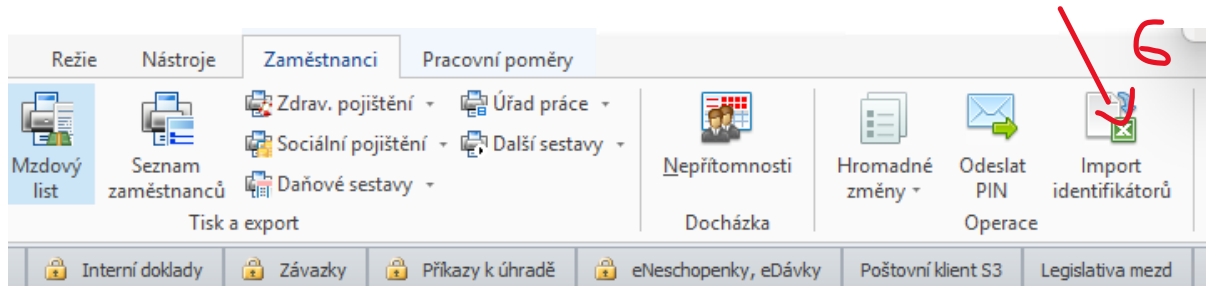 6
Režie Nástroje Zaměstnanci Pracovní poměry
Zdrav. pojištění Úřad práce
Sociální pojištění Další sestavy
Daňové sestavy
Mzdový list
Seznam zaměstnanců
Nepřítomnosti
Hromadné změny
Odeslat PIN
Import identifikátorů
Tisk a export Docházka Operace
Interní doklady Závazky Příkazy k úhradě eNeschopenky, eDávky Poštovní klient S3 Legislativa mezd